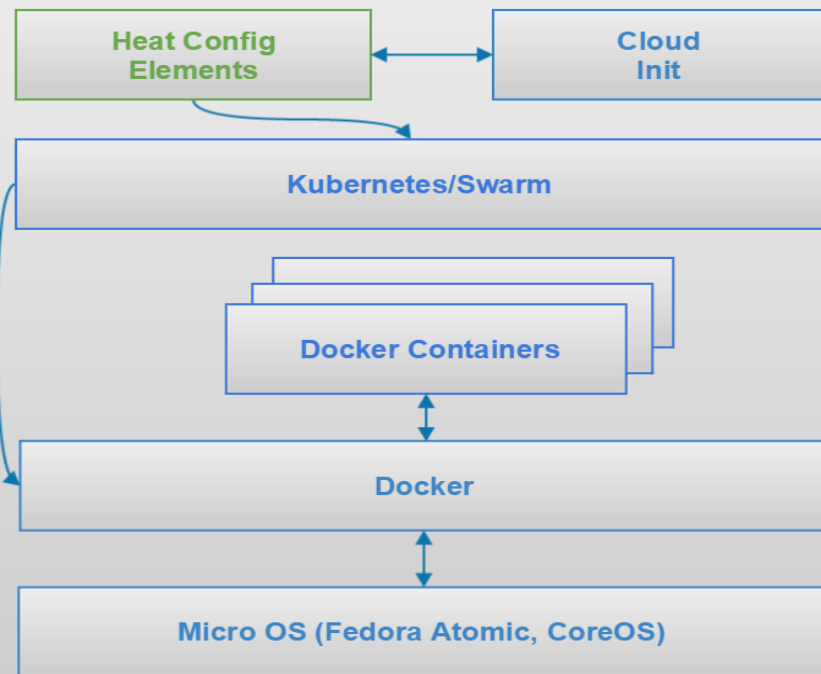 Heat Config
Elements
Cloud
Init
Kubernetes/Swarm
Docker Containers
Docker
Micro OS (Fedora Atomic, CoreOS)